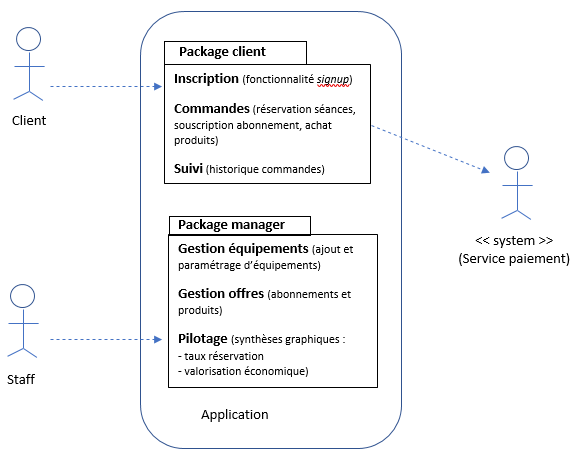 Package client
Inscription (fonctionnalité signup)
Commandes (réservation séances,
souscription abonnement, achat
produits)
Suivi (historique commandes)
Client
<< system >>
(Service paiement)
Package manager
Gestion équipements (ajout et
paramétrage d’équipements)
Gestion offres (abonnements et
produits)
Pilotage (synthèses graphiques :
- taux réservation
- valorisation économique)
Staff
Application